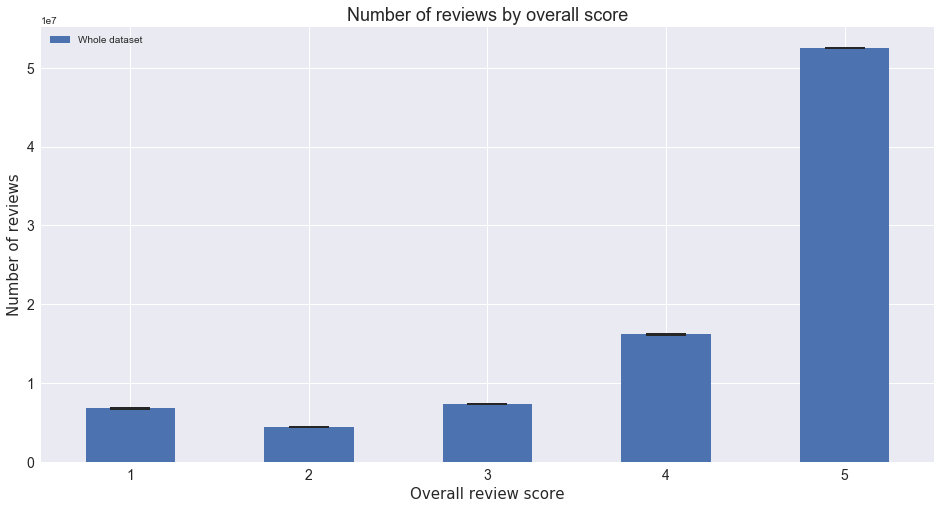 Number of reviews by overall score
1e7
Whole dataset
5
4
3
2
1
0
Number of reviews
1 2 3 4 5
Overall review score